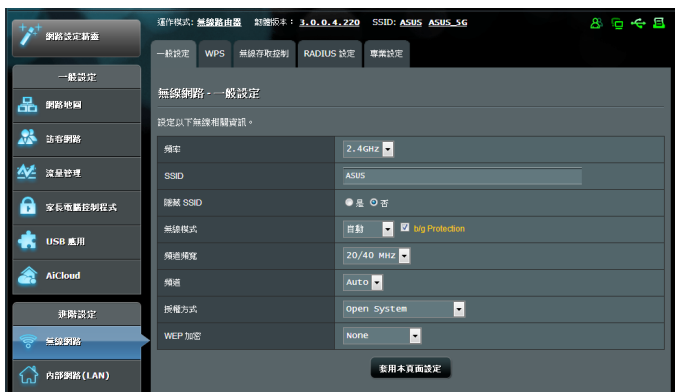 網路設定精靈
運作模式: 無線路由器 韌體版本: 3.0.0.4.220 SSID: ASUS ASUS_5G
一般設定 WPS 無線存取控制 RADIUS 設定 專業設定
一般設定
網路地圖
訪客網路
流量管理
家長電腦控制程式
USB 應用
AiCloud
進階設定
無線網路
內部網路(LAN)
無線網路 - 一般設定
設定以下無線相關資訊。
頻率 2.4GHz
SSID ASUS
隱藏 SSID 是 否
無線模式 自動 b/g Protection
頻道頻寬 20/40 MHz
頻道 Auto
授權方式 Open System
WEP 加密 None
套用本頁面設定